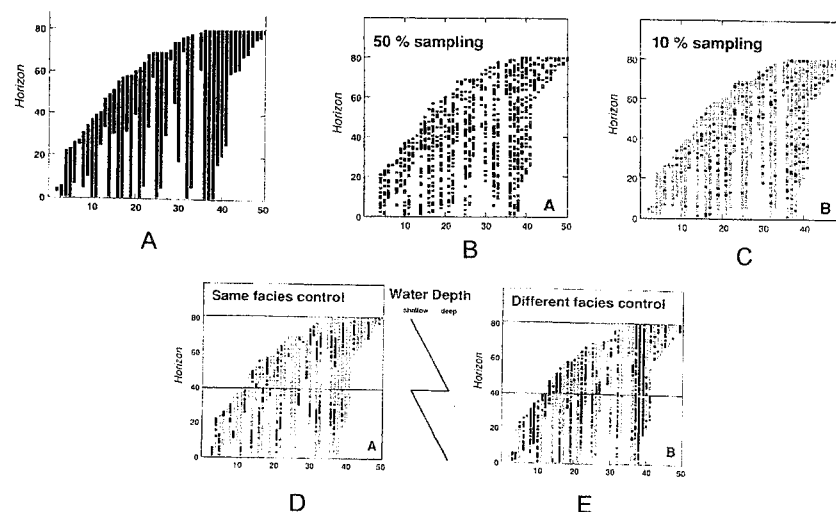 80
60
40
20
0
Horizon
10 20 30 40 50
A
50 % sampling
80
60
40
20
0
Horizon
A
10 20 30 40 50
B
10 % sampling
80
60
40
20
0
Horizon
B
10 20 30 40
C
Same facies control
80
60
40
20
0
Horizon
A
10 20 30 40 50
D
Water Depth
shallow deep
Different facies control
80
60
40
20
0
Horizon
B
10 20 30 40 50
E